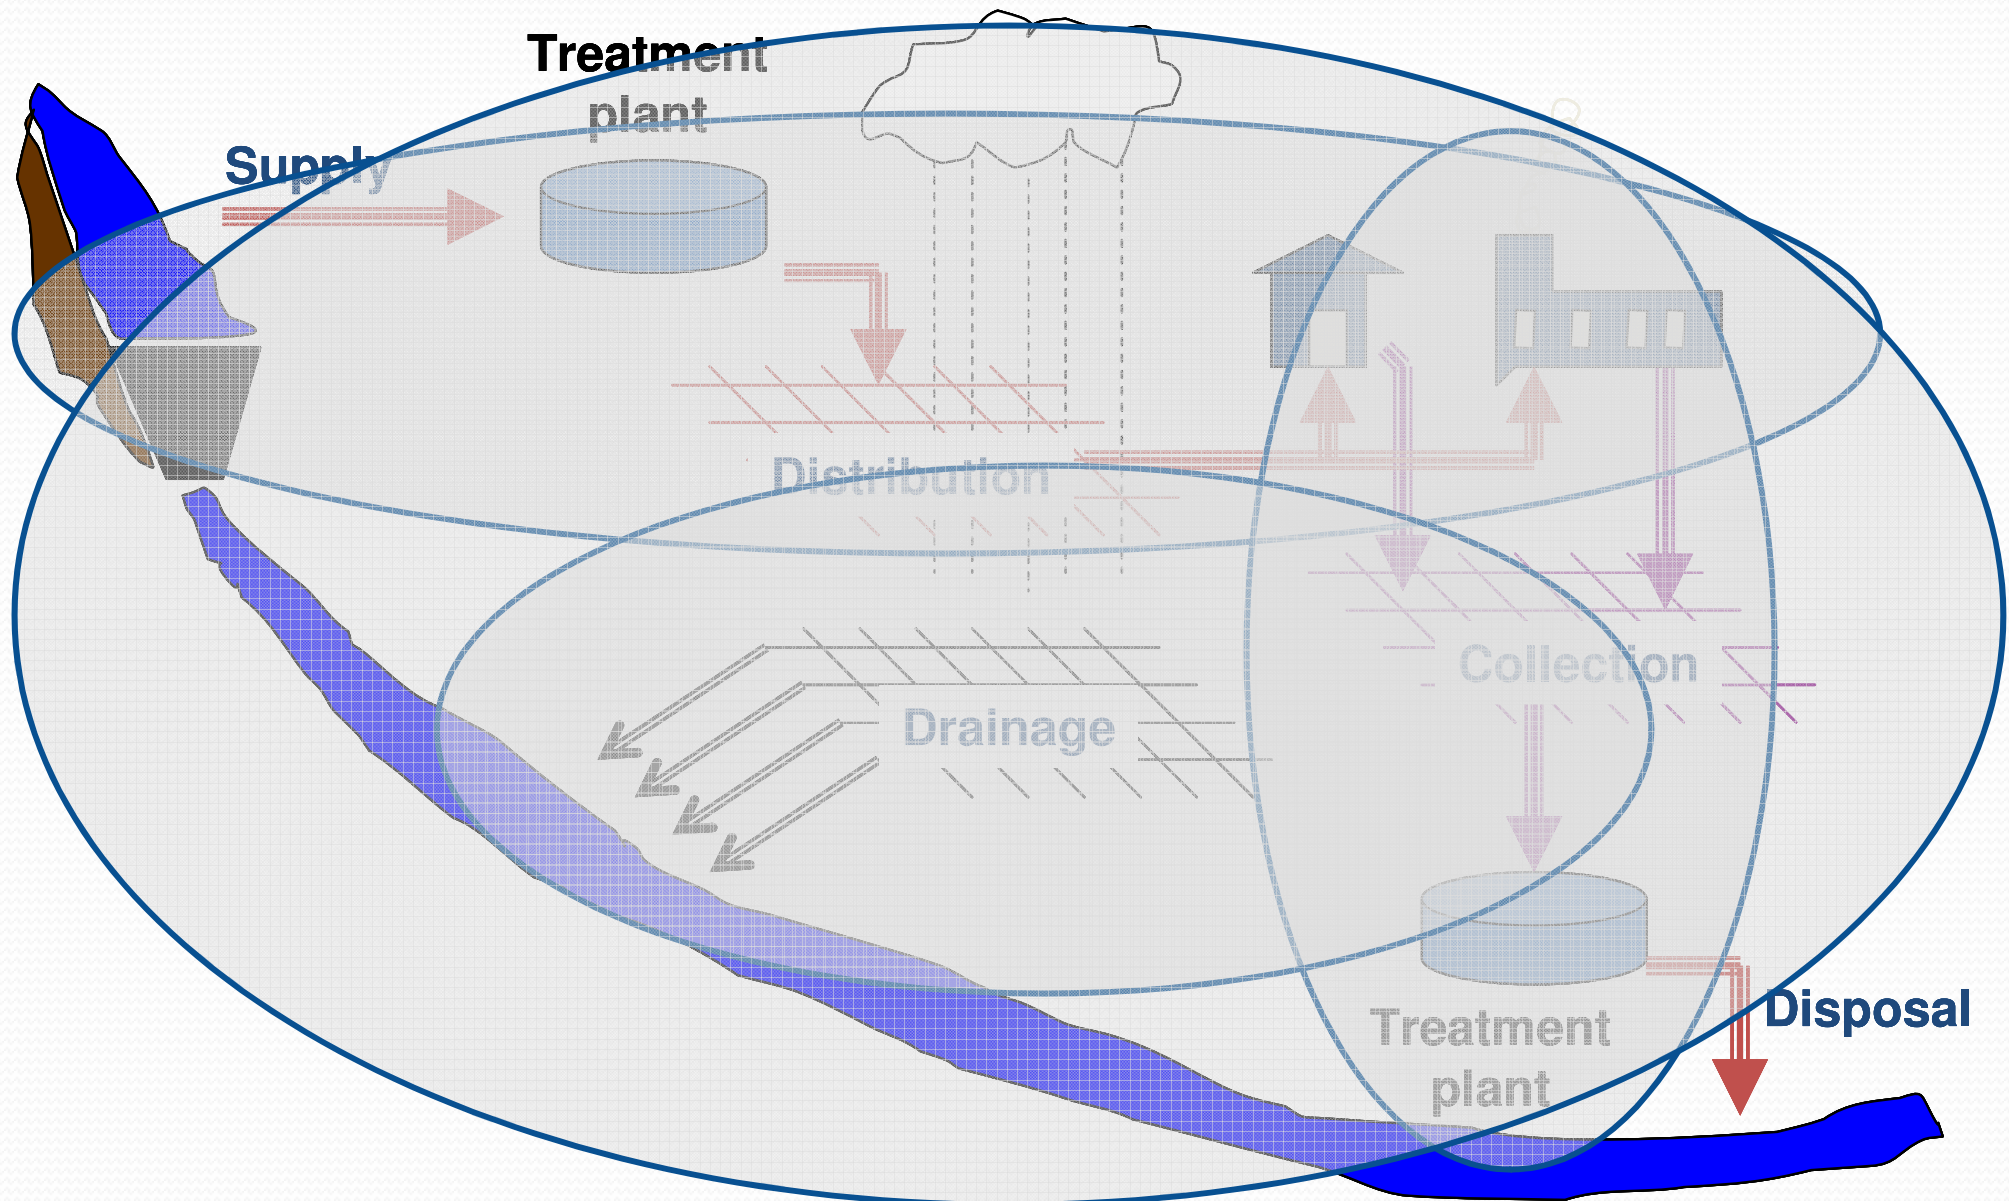 Treatment
plant
Supply
Distribution
Collection
Drainage
Disposal
Treatment
plant